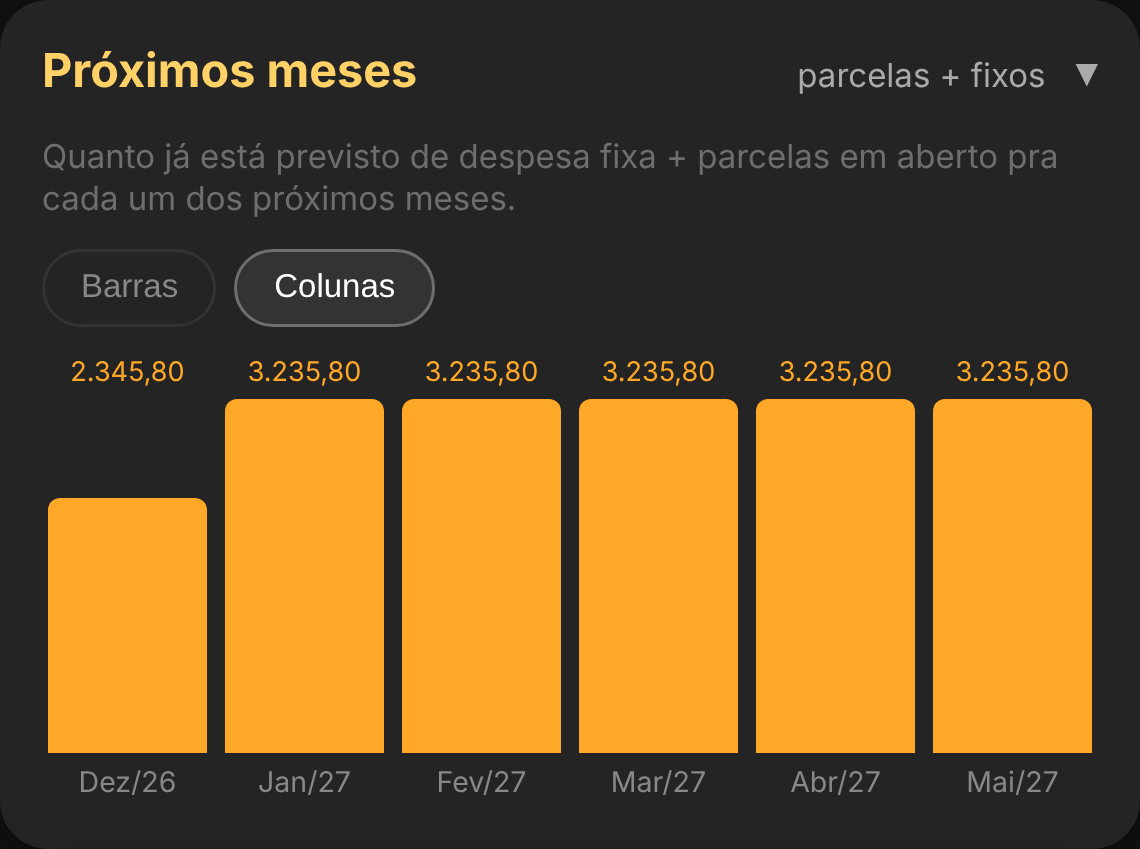 Próximos meses
parcelas + fixos ▼
Quanto já está previsto de despesa fixa + parcelas em aberto pra
cada um dos próximos meses.
Barras Colunas
2.345,80 3.235,80 3.235,80 3.235,80 3.235,80 3.235,80
Dez/26 Jan/27 Fev/27 Mar/27 Abr/27 Mai/27